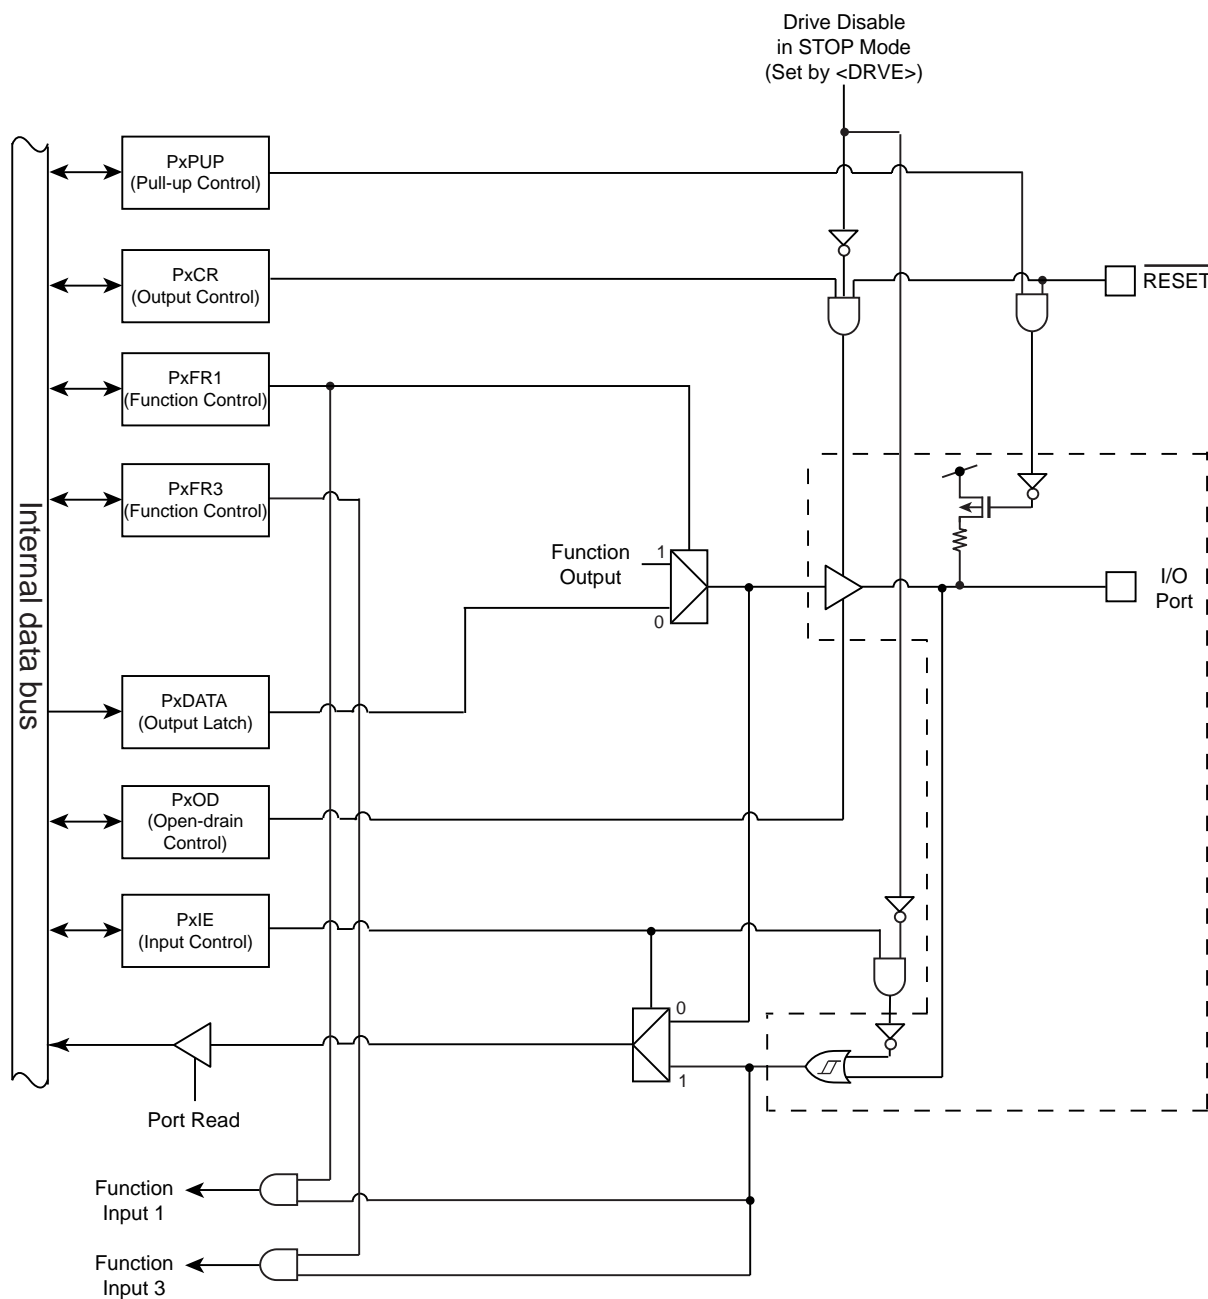 Drive Disable
in STOP Mode
(Set by <DRVE>)
PxPUP
(Pull-up Control)
PxCR
(Output Control)
RESET
PxFR1
(Function Control)
PxFR3
(Function Control)
Internal data bus
Function
Output
1
0
I/O
Port
PxDATA
(Output Latch)
PxOD
(Open-drain
Control)
PxIE
(Input Control)
0
1
Port Read
Function
Input 1
Function
Input 3